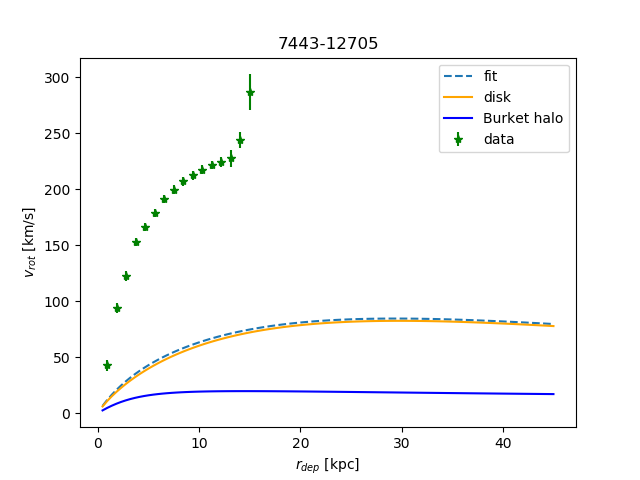 7443-12705
300
250
200
150
100
50
0
v_rot [km/s]
fit
disk
Burket halo
data
0 10 20 30 40
r_dep [kpc]